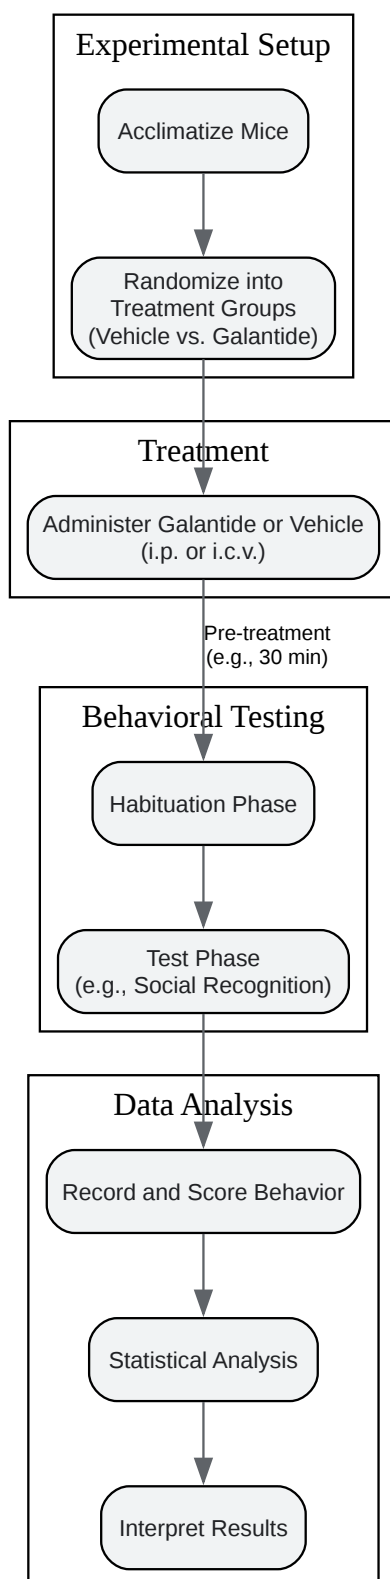 Experimental Setup
Acclimatize Mice
Randomize into
Treatment Groups
(Vehicle vs. Galantide)
Treatment
Administer Galantide or Vehicle
(i.p. or i.c.v.)
Pre-treatment
(e.g., 30 min)
Behavioral Testing
Habituation Phase
Test Phase
(e.g., Social Recognition)
Data Analysis
Record and Score Behavior
Statistical Analysis
Interpret Results